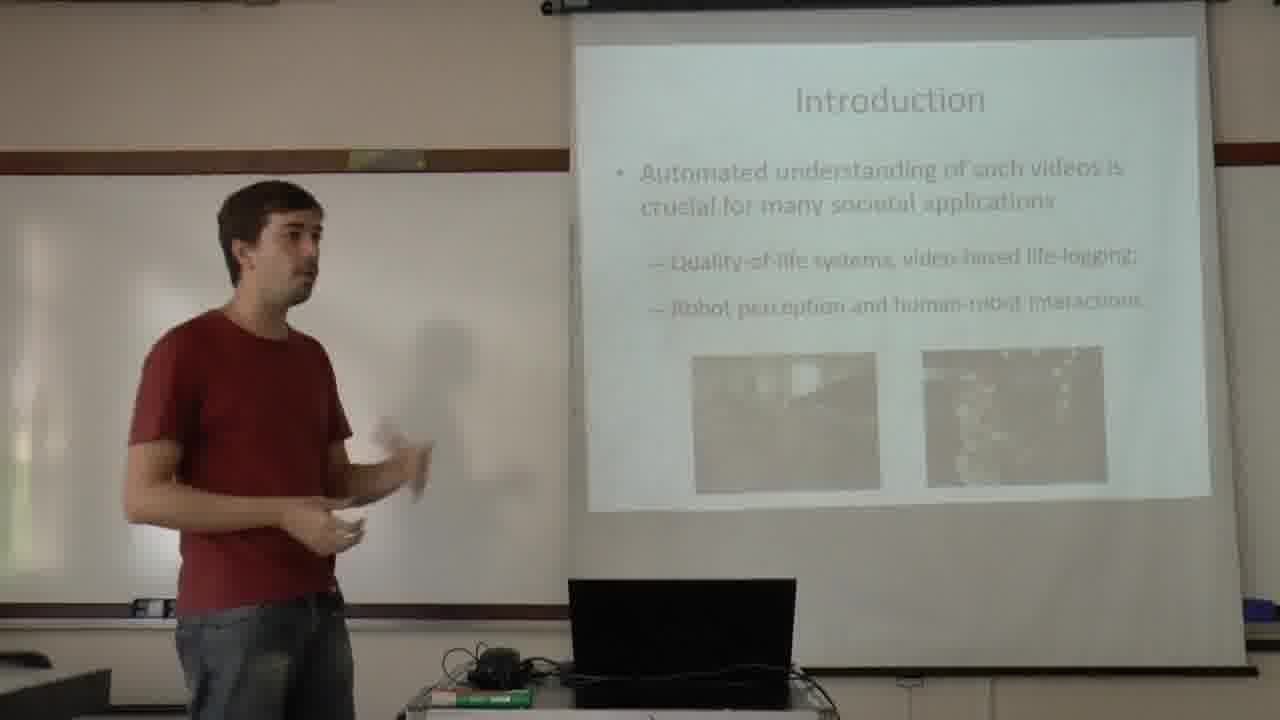 Introduction
• Automated understanding of such videos is
crucial for many societal applications
– Quality-of-life systems, video-based life-logging;
– Robot perception and human-robot interactions.